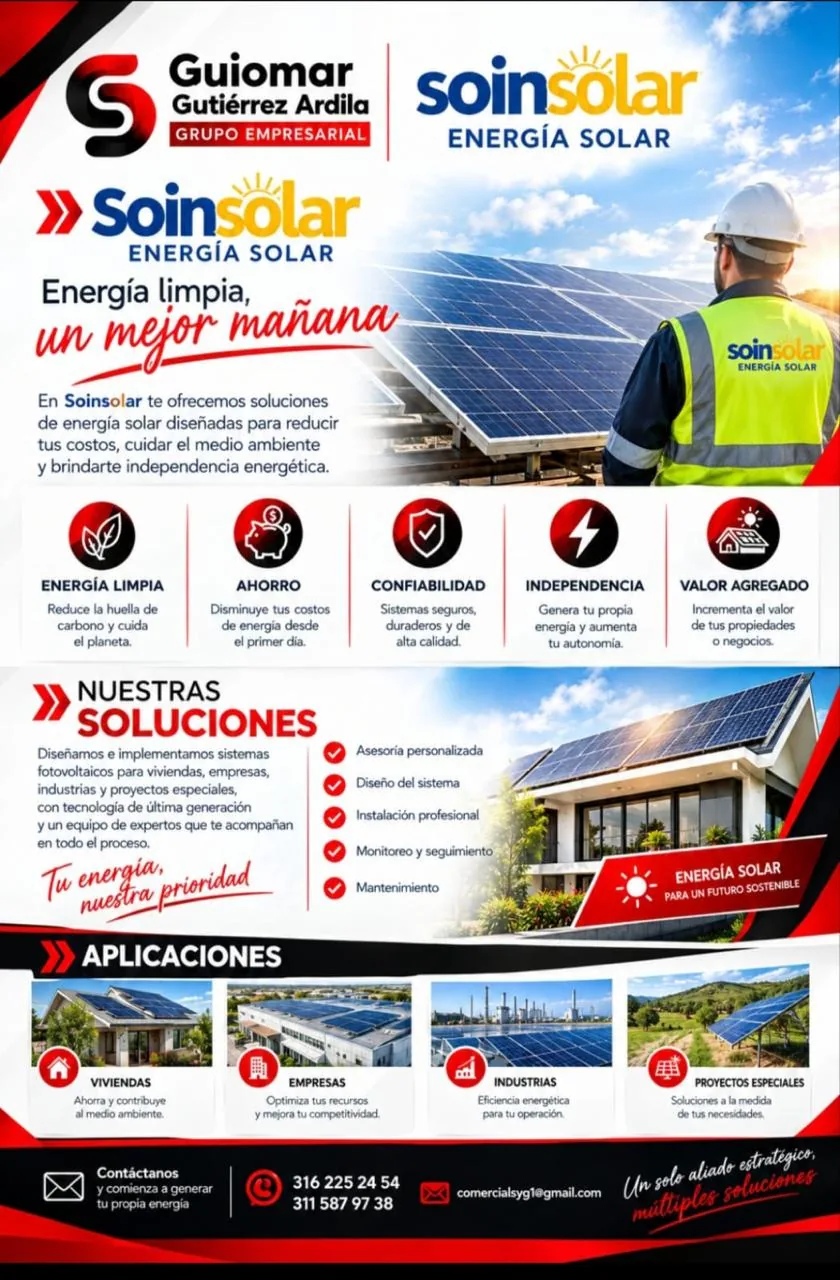 Guiomar
Gutiérrez Ardila
GRUPO EMPRESARIAL
soinsolar
ENERGÍA SOLAR
Soinsolar
ENERGÍA SOLAR
Energía limpia,
un mejor mañana
En Soinsolar te ofrecemos soluciones
de energía solar diseñadas para reducir
tus costos, cuidar el medio ambiente
y brindarte independencia energética.
soinsolar
ENERGÍA SOLAR
ENERGÍA LIMPIA
Reduce la huella de
carbono y cuida
el planeta.
AHORRO
Disminuye tus costos
de energía desde
el primer día.
CONFIABILIDAD
Sistemas seguros,
duraderos y de
alta calidad.
INDEPENDENCIA
Genera tu propia
energía y aumenta
tu autonomía.
VALOR AGREGADO
Incrementa el valor
de tus propiedades
o negocios.
NUESTRAS
SOLUCIONES
Diseñamos e implementamos sistemas
fotovoltaicos para viviendas, empresas,
industrias y proyectos especiales,
con tecnología de última generación
y un equipo de expertos que te acompañan
en todo el proceso.
Tu energía,
nuestra prioridad
Asesoría personalizada
Diseño del sistema
Instalación profesional
Monitoreo y seguimiento
Mantenimiento
ENERGÍA SOLAR
PARA UN FUTURO SOSTENIBLE
APLICACIONES
VIVIENDAS
Ahorra y contribuye
al medio ambiente.
EMPRESAS
Optimiza tus recursos
y mejora tu competitividad.
INDUSTRIAS
Eficiencia energética
para tu operación.
PROYECTOS ESPECIALES
Soluciones a la medida
de tus necesidades.
Contáctanos
y comienza a generar
tu propia energía
316 225 24 54
311 587 97 38
comercialsyg1@gmail.com
Un solo aliado estratégico,
múltiples soluciones